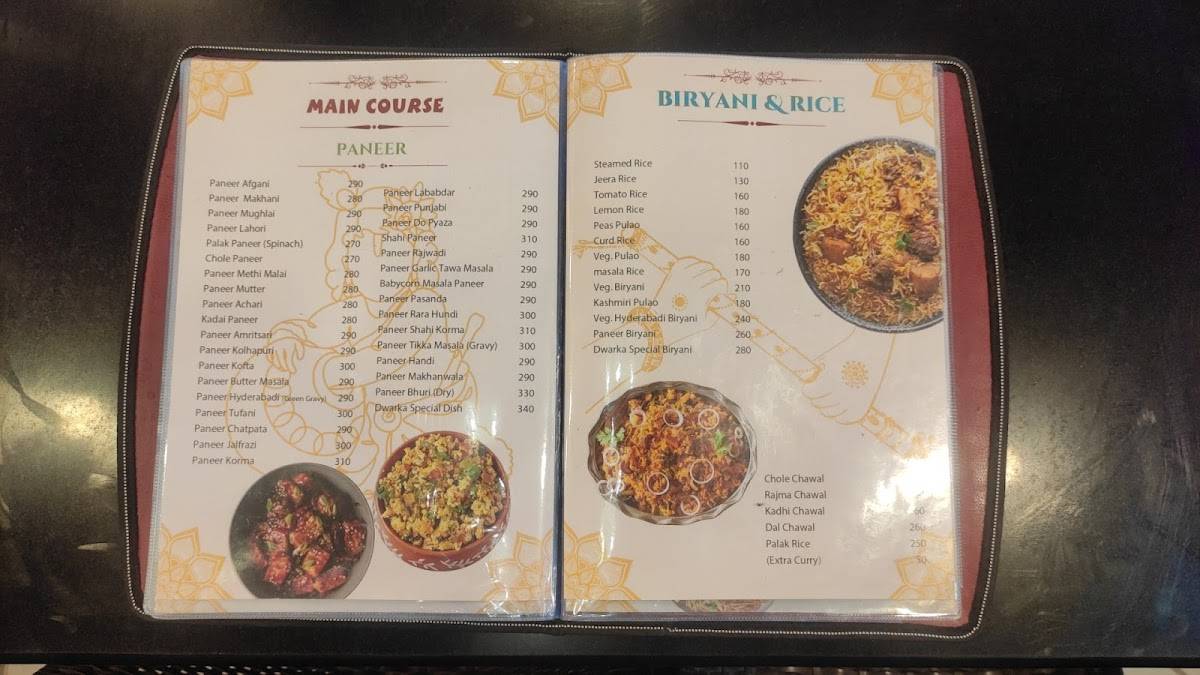 MAIN COURSE
PANEER
Paneer Afgani 290
Paneer Makhani 280
Paneer Mughlai 290
Paneer Lahori 290
Palak Paneer (Spinach) 270
Chole Paneer 270
Paneer Methi Malai 280
Paneer Mutter 280
Paneer Achari 280
Kadai Paneer 280
Paneer Amritsari 290
Paneer Kolhapuri 290
Paneer Kofta 300
Paneer Butter Masala 290
Paneer Hyderabadi (Green Gravy) 290
Paneer Tufani 300
Paneer Chatpata 290
Paneer Jalfrazi 300
Paneer Korma 310
Paneer Lababdar 290
Paneer Punjabi 290
Paneer Do Pyaza 290
Shahi Paneer 310
Paneer Rajwadi 290
Paneer Garlic Tawa Masala 290
Babycorn Masala Paneer 290
Paneer Pasanda 290
Paneer Rara Hundi 300
Paneer Shahi Korma 310
Paneer Tikka Masala (Gravy) 300
Paneer Handi 290
Paneer Makhanwala 290
Paneer Bhuri (Dry) 330
Dwarka Special Dish 340
BIRYANI & RICE
Steamed Rice 110
Jeera Rice 130
Tomato Rice 160
Lemon Rice 180
Peas Pulao 160
Curd Rice 160
Veg. Pulao 180
masala Rice 170
Veg. Biryani 210
Kashmiri Pulao 180
Veg. Hyderabadi Biryani 240
Paneer Biryani 260
Dwarka Special Biryani 280
Chole Chawal
Rajma Chawal
Kadhi Chawal
Dal Chawal 260
Palak Rice 250
(Extra Curry) 50